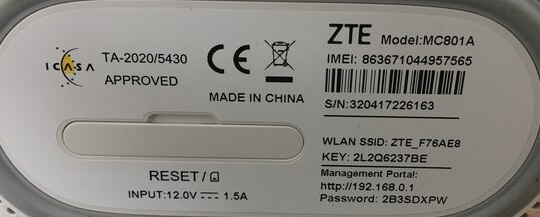 ICASA
TA-2020/5430
APPROVED
CE
MADE IN CHINA
RESET/
INPUT:12.0V 1.5A
ZTE Model:MC801A
IMEI: 863671044957565
S/N:320417226163
WLAN SSID: ZTE_F76AE8
KEY: 2L2Q6237BE
Management Portal:
http://192.168.0.1
Password: 2B3SDXPW